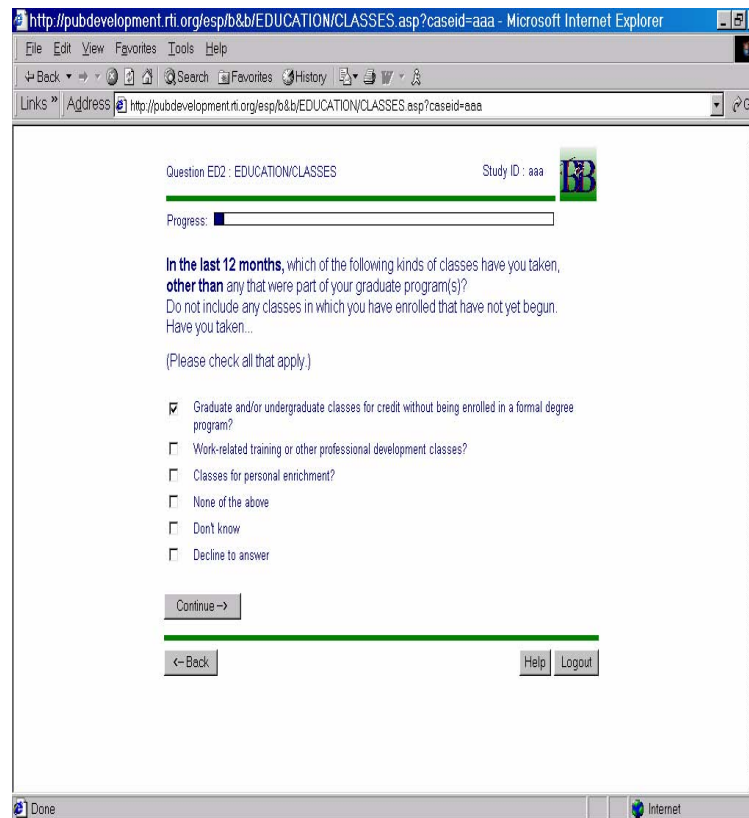 http://pubdevelopment.rti.org/esp/b&b/EDUCATION/CLASSES.asp?caseid=aaa - Microsoft Internet Explorer
File Edit View Favorites Tools Help
Back Search Favorites History
Links » Address http://pubdevelopment.rti.org/esp/b&b/EDUCATION/CLASSES.asp?caseid=aaa G
Question ED2 : EDUCATION/CLASSES Study ID : aaa B&B
Progress:
In the last 12 months, which of the following kinds of classes have you taken,
other than any that were part of your graduate program(s)?
Do not include any classes in which you have enrolled that have not yet begun.
Have you taken...
(Please check all that apply.)
Graduate and/or undergraduate classes for credit without being enrolled in a formal degree
program?
Work-related training or other professional development classes?
Classes for personal enrichment?
None of the above
Don't know
Decline to answer
Continue -->
<-- Back Help Logout
Done Internet